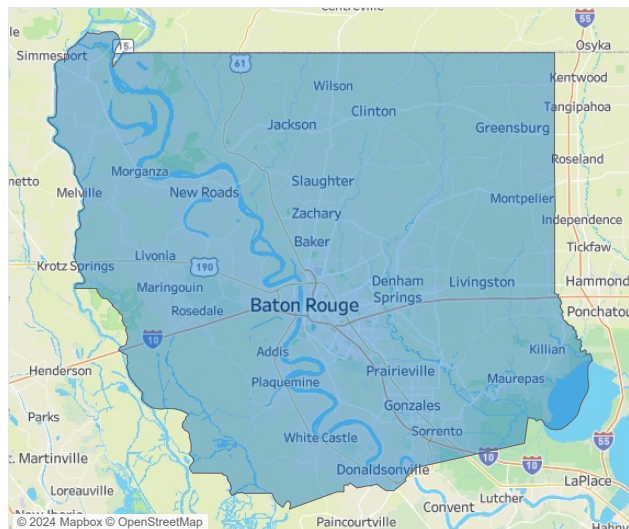 Centreville
55
Osyka
15
Simmesport
61
Kentwood
Wilson
Clinton
Tangipahoa
Jackson
Greensburg
Roseland
Morganza
Slaughter
Melville
New Roads
Montpelier
Zachary
Independence
Baker
Tickfaw
Livonia
Krotz Springs
190
Denham
Springs
Livingston
Hammond
Maringouin
Baton Rouge
Rosedale
Ponchatou
10
Addis
Killian
Henderson
Prairieville
Plaquemine
Maurepas
Gonzales
Parks
White Castle
Sorrento
55
t. Martinville
10
10
Donaldsonville
LaPlace
Loreauville
Lutcher
Convent
Paincourtville
© 2024 Mapbox © OpenStreetMap